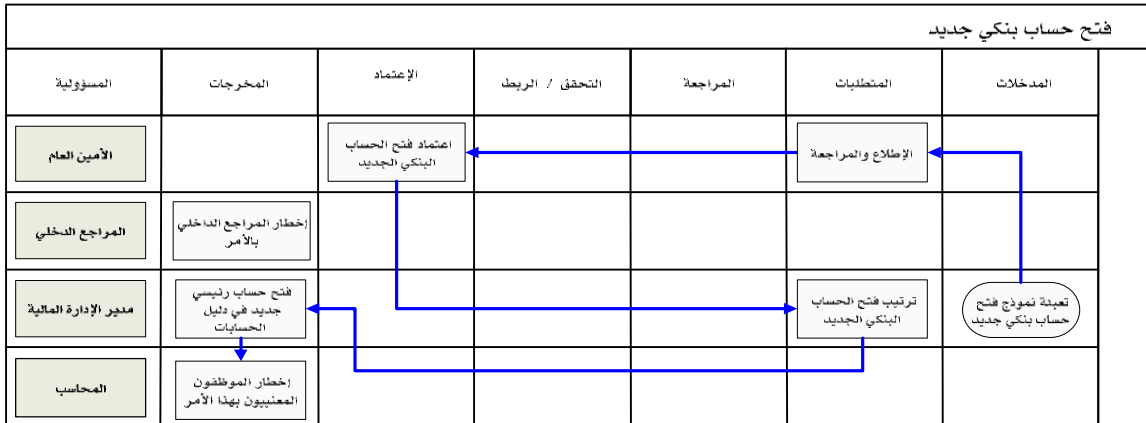 فتح حساب بنكي جديد
المدخلات
المتطلبات
المراجعة
التحقق / الربط
الإعتماد
المخرجات
المسؤولية
الإطلاع والمراجعة
اعتماد فتح الحساب
البنكي الجديد
الأمين العام
إخطار المراجع الداخلي
بالأمر
المراجع الدخلي
تعبئة نموذج فتح
حساب بنكي جديد
ترتيب فتح الحساب
البنكي الجديد
فتح حساب رئيسي
جديد في دليل
الحسابات
مدير الإدارة المالية
إخطار الموظفون
المعنييون بهذا الأمر
المحاسب